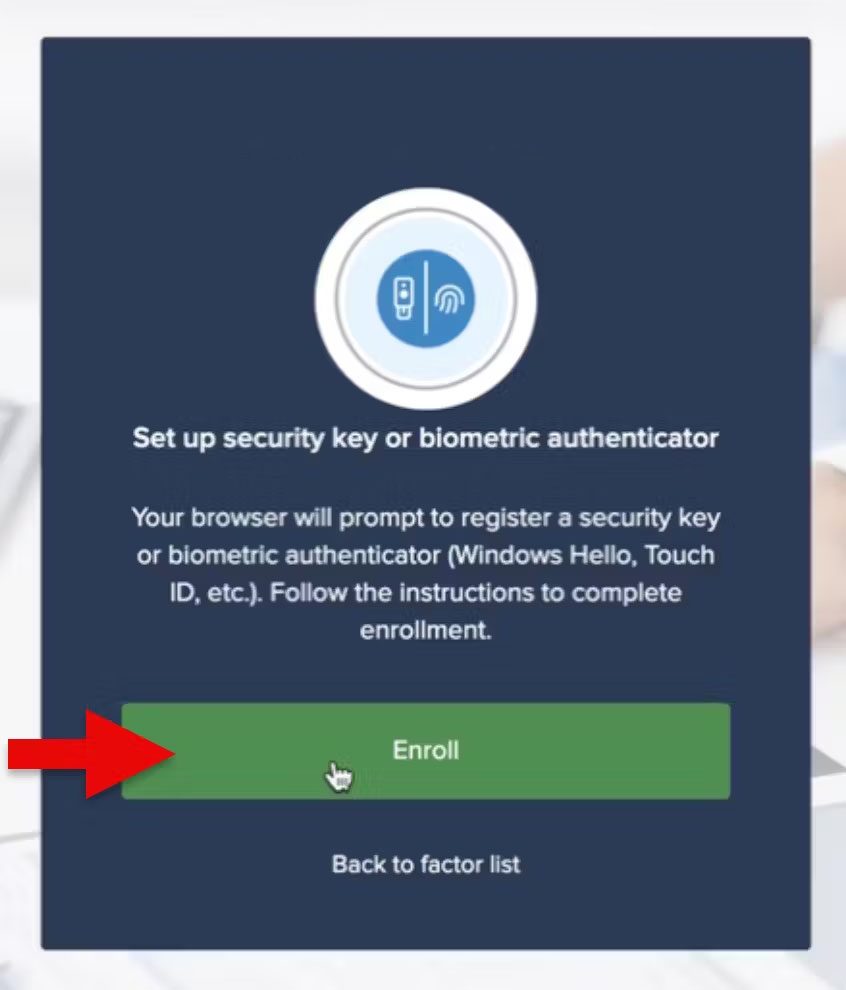 Set up security key or biometric authenticator
Your browser will prompt to register a security key
or biometric authenticator (Windows Hello, Touch
ID, etc.). Follow the instructions to complete
enrollment.
Enroll
Back to factor list